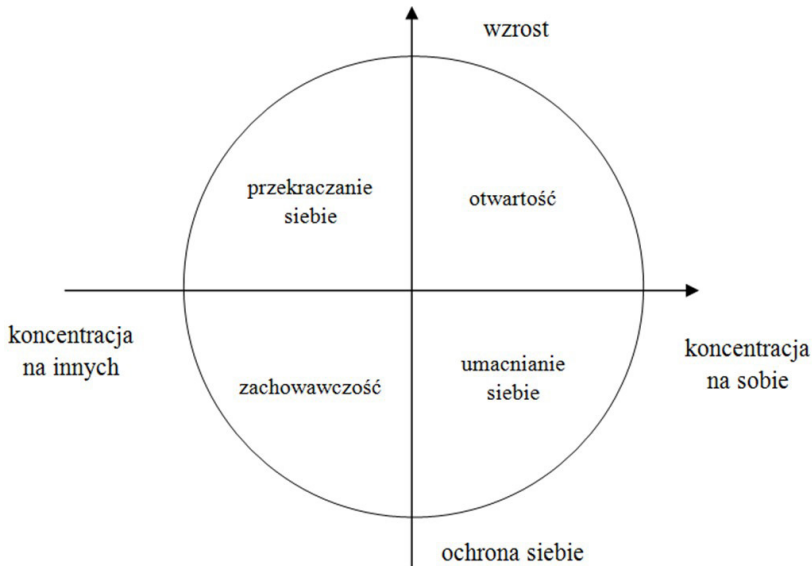 wzrost
przekraczanie
siebie
otwartość
koncentracja
na innych
koncentracja
na sobie
zachowawczość
umacnianie
siebie
ochrona siebie